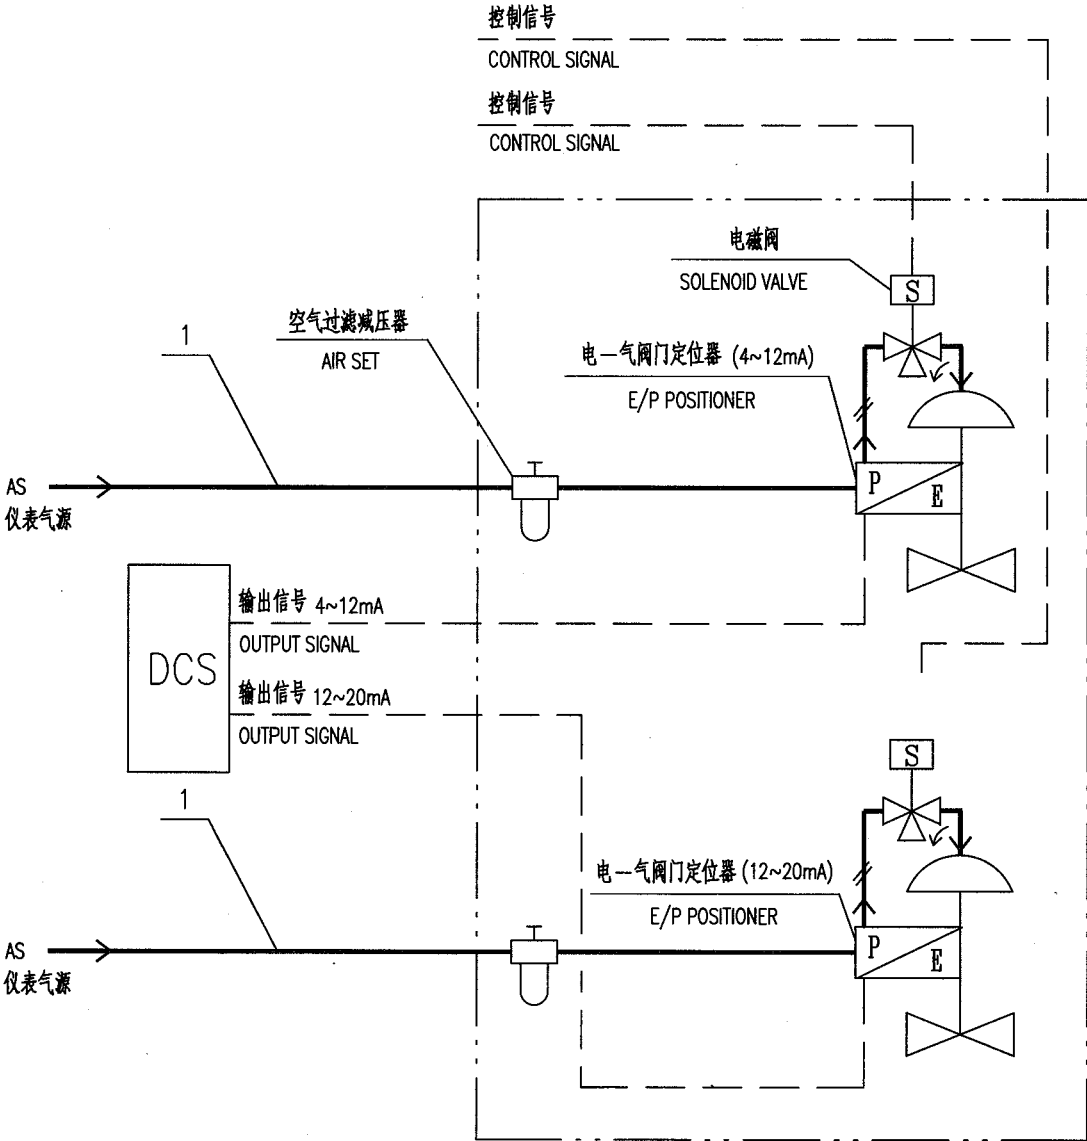 控制信号
CONTROL SIGNAL
控制信号
CONTROL SIGNAL
电磁阀
SOLENOID VALVE
S
1
空气过滤减压器
AIR SET
电—气阀门定位器 (4~12mA)
E/P POSITIONER
AS
仪表气源
P
E
DCS
输出信号 4~12mA
OUTPUT SIGNAL
输出信号 12~20mA
OUTPUT SIGNAL
S
1
电—气阀门定位器 (12~20mA)
E/P POSITIONER
AS
仪表气源
P
E